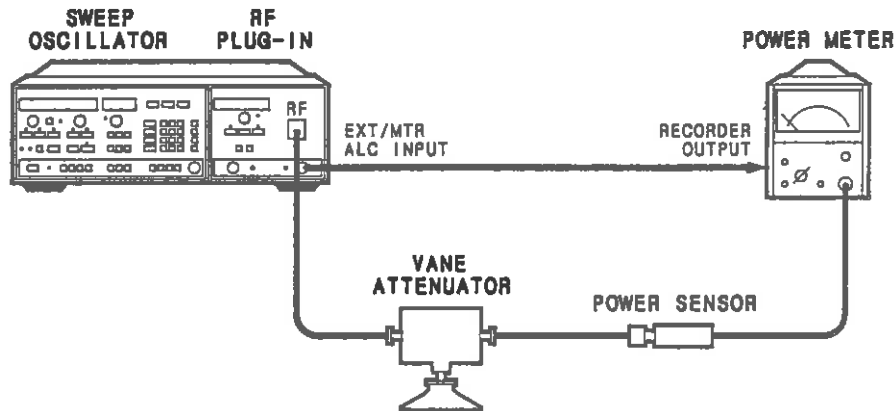 SWEEP
OSCILLATOR
RF
PLUG-IN
POWER METER
RF
EXT/MTR
ALC INPUT
RECORDER
OUTPUT
VANE
ATTENUATOR
POWER SENSOR